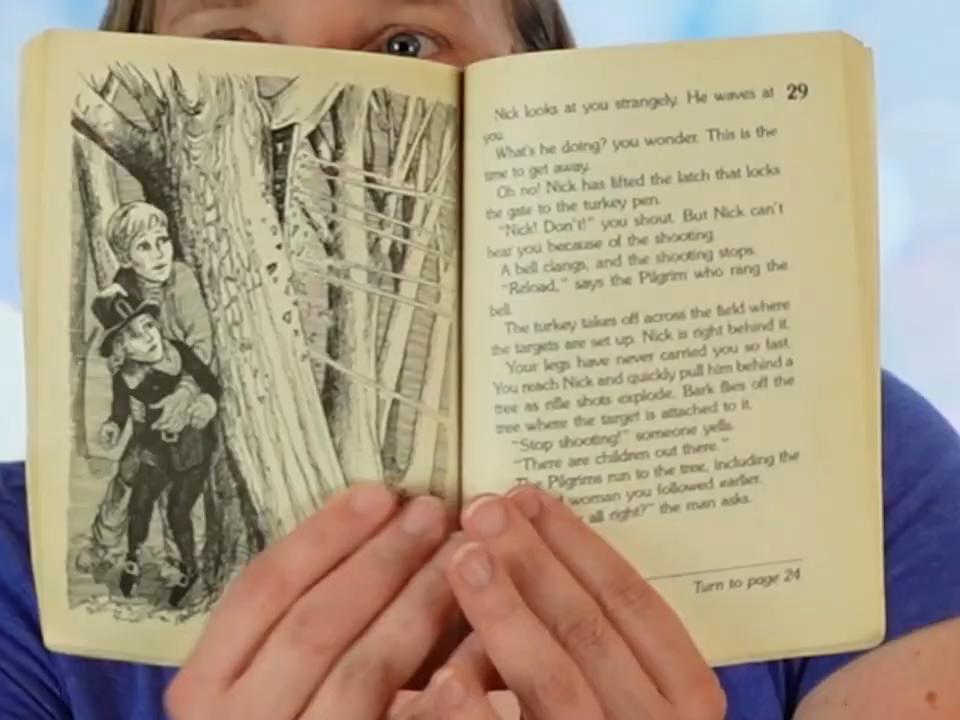 29
Nick looks at you strangely. He waves at
you.
What's he doing? you wonder. This is the
time to get away.
Oh no! Nick has lifted the latch that locks
the gate to the turkey pen.
"Nick! Don't!" you shout. But Nick can't
hear you because of the shooting.
A bell clangs, and the shooting stops.
"Reload," says the Pilgrim who rang the
bell.
The turkey takes off across the field where
the targets are set up. Nick is right behind it.
Your legs have never carried you so fast.
You reach Nick and quickly pull him behind a
tree as rifle shots explode. Bark flies off the
tree where the target is attached to it.
"Stop shooting!" someone yells.
"There are children out there."
The Pilgrims run to the tree, including the
woman you followed earlier.
all right?" the man asks.
Turn to page 24